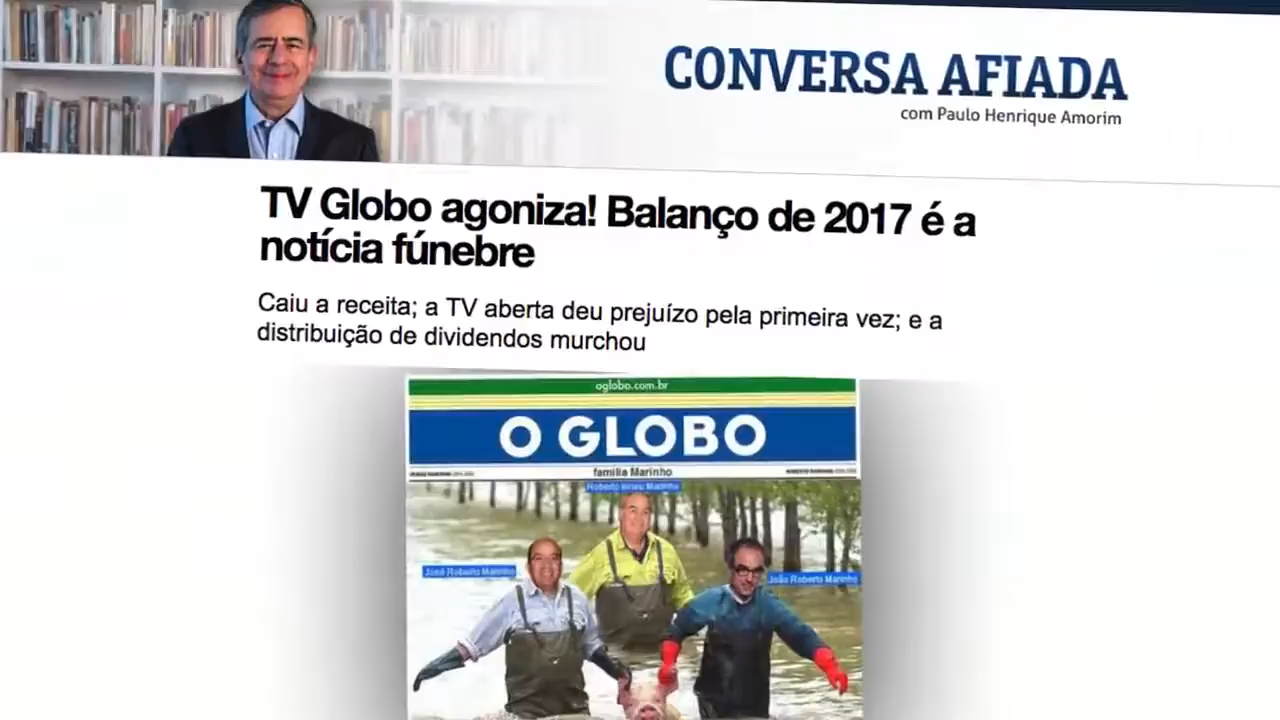 CONVERSA AFIADA
com Paulo Henrique Amorim
TV Globo agoniza! Balanço de 2017 é a
notícia fúnebre
Caiu a receita; a TV aberta deu prejuízo pela primeira vez; e a
distribuição de dividendos murchou
oglobo.com.br
O GLOBO
família Marinho
Roberto Irineu Marinho
José Roberto Marinho
João Roberto Marinho